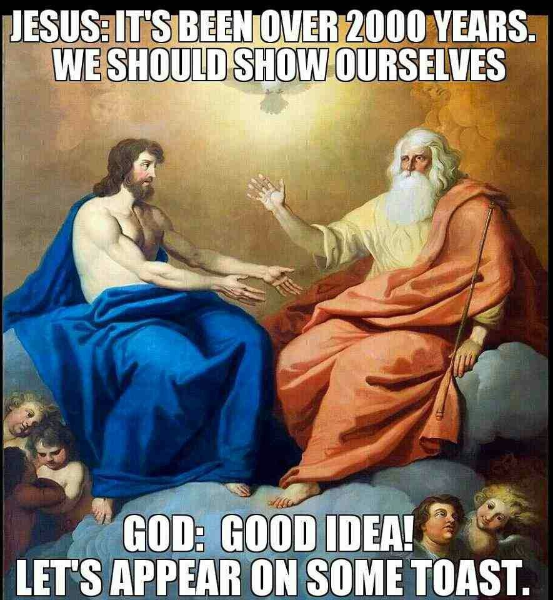 JESUS: IT'S BEEN OVER 2000 YEARS.
WE SHOULD SHOW OURSELVES
GOD: GOOD IDEA!
LET'S APPEAR ON SOME TOAST.